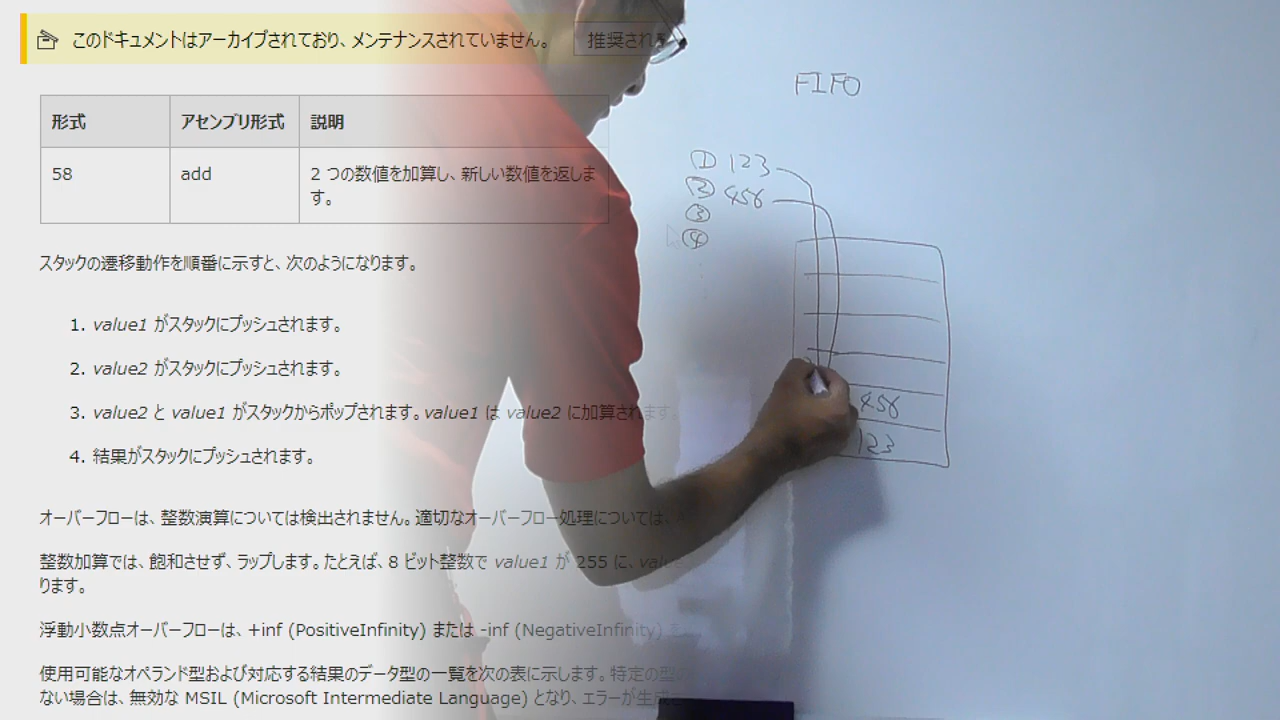 このドキュメントはアーカイブされており、メンテナンスされていません。 推奨され
形式 アセンブリ形式 説明
58 add 2 つの数値を加算し、新しい数値を返しま
す。
スタックの遷移動作を順番に示すと、次のようになります。
1. value1 がスタックにプッシュされます。
2. value2 がスタックにプッシュされます。
3. value2 と value1 がスタックからポップされます。value1 は value2 に加算されます。
4. 結果がスタックにプッシュされます。
オーバーフローは、整数演算については検出されません。適切なオーバーフロー処理については、
整数加算では、飽和させず、ラップします。たとえば、8 ビット整数で value1 が 255 に、value
ります。
浮動小数点オーバーフローは、+inf (PositiveInfinity) または -inf (NegativeInfinity) を
使用可能なオペランド型および対応する結果のデータ型の一覧を次の表に示します。特定の型の
ない場合は、無効な MSIL (Microsoft Intermediate Language) となり、エラーが生成さ
FIFO
① 123
② 456
③
④
456
123